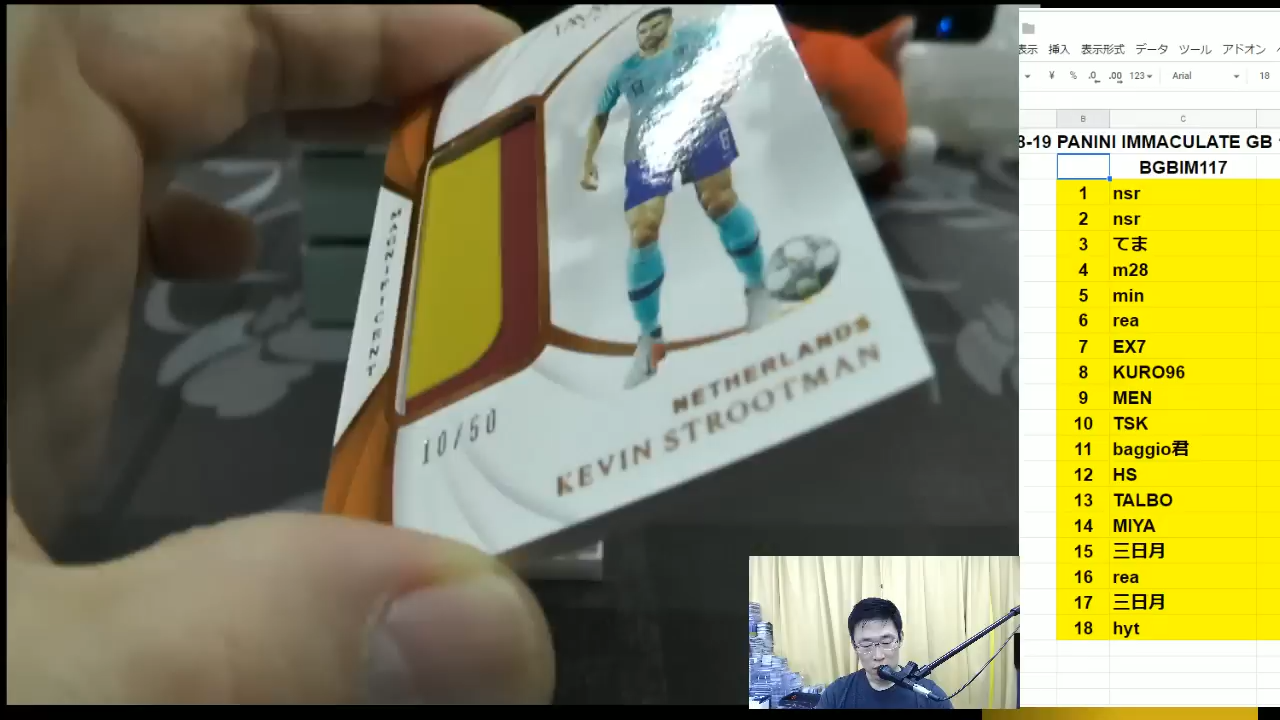 MAGNIFICENT
10/50
NETHERLANDS
KEVIN STROOTMAN
表示 挿入 表示形式 データ ツール アドオン
¥ % .0 .00 123 Arial 18
B C
8-19 PANINI IMMACULATE GB
BGBIM117
1 nsr
2 nsr
3 てま
4 m28
5 min
6 rea
7 EX7
8 KURO96
9 MEN
10 TSK
11 baggio君
12 HS
13 TALBO
14 MIYA
15 三日月
16 rea
17 三日月
18 hyt